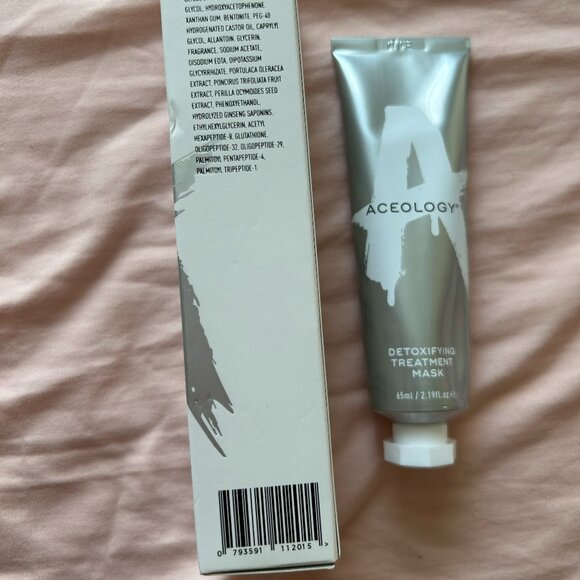 GLYCOL, HYDROXYACETOPHENONE
XANTHAN GUM, BENTONITE, PEG-40
HYDROGENATED CASTOR OIL, CAPRYLYL
GLYCOL, ALLANTOIN, GLYCERIN,
FRAGRANCE, SODIUM ACETATE,
DISODIUM EDTA, DIPOTASSIUM
GLYCYRRHIZATE, PORTULACA OLERACEA
EXTRACT, PONCIRUS TRIFOLIATA FRUIT
EXTRACT, PERILLA OCYMOIDES SEED
EXTRACT, PHENOXYETHANOL,
HYDROLYZED GINSENG SAPONINS,
ETHYLHEXYLGLYCERIN, ACETYL
HEXAPEPTIDE-8, GLUTATHIONE,
OLIGOPEPTIDE-32, OLIGOPEPTIDE-29,
PALMITOYL PENTAPEPTIDE-4,
PALMITOYL TRIPEPTIDE-1
0 793591 112015 >
A
ACEOLOGY®
DETOXIFYING
TREATMENT
MASK
65ml / 2.19fl.oz